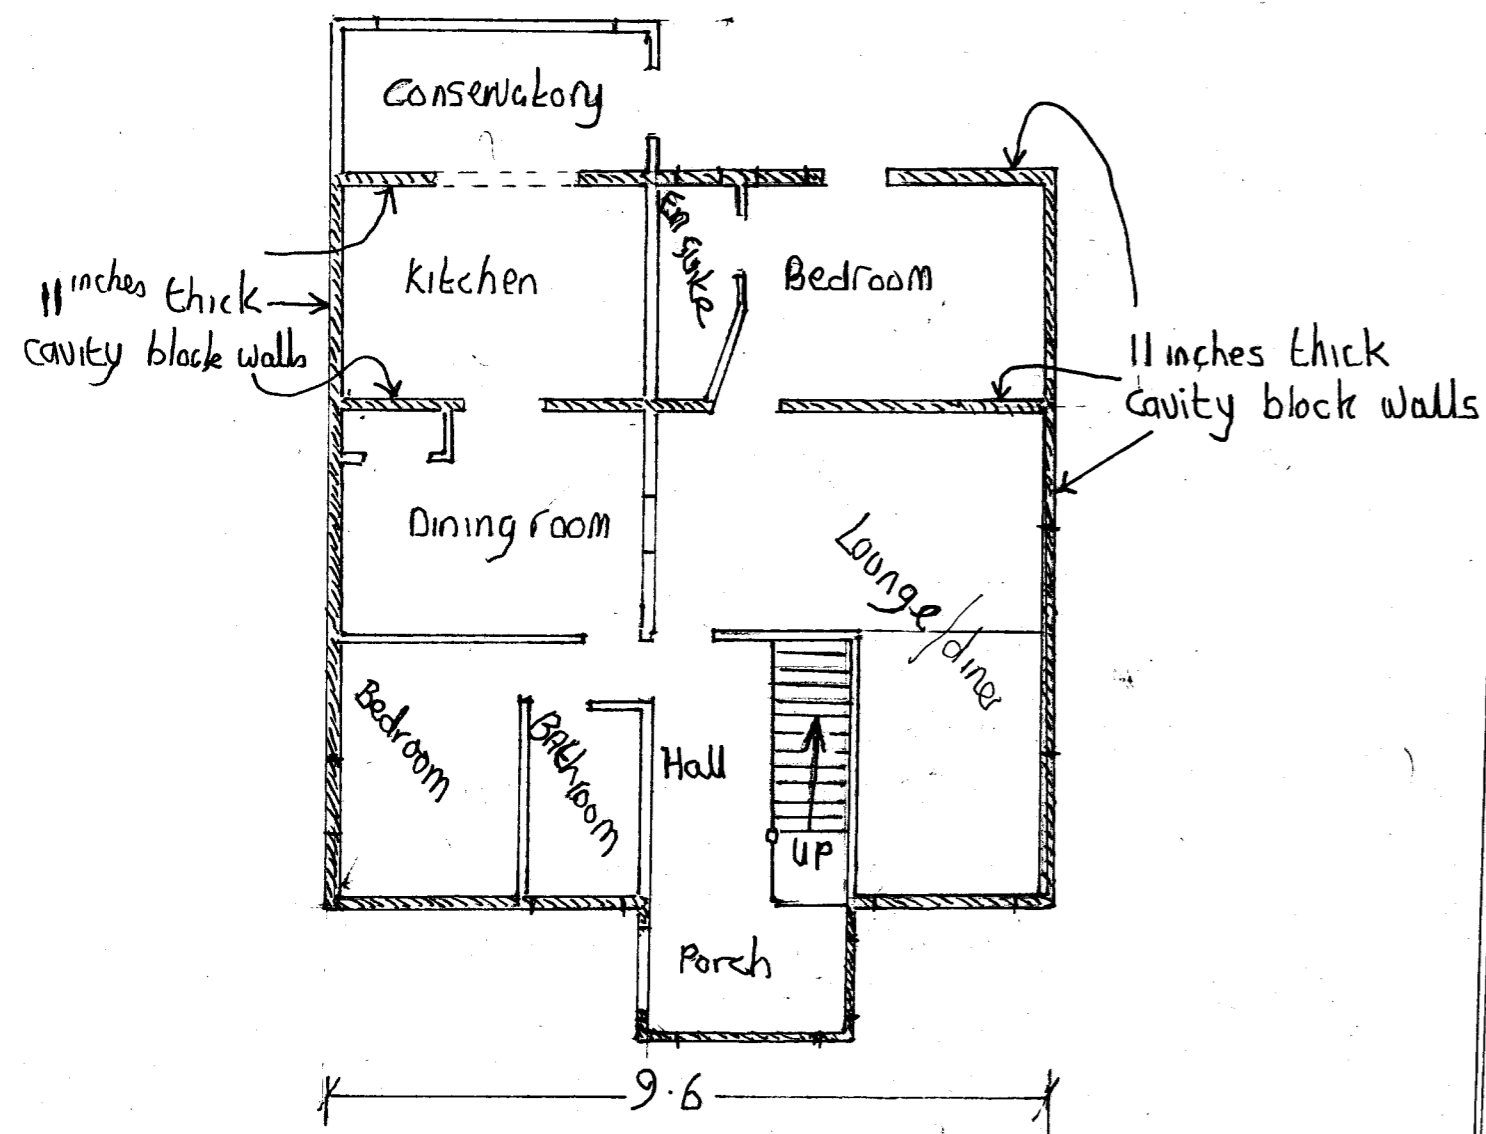 Conservatory
Kitchen
En suite
Bedroom
11 inches thick
cavity block walls
11 inches thick
cavity block walls
Dining room
Lounge/diner
Bedroom
Bathroom
Hall
UP
Porch
9.6